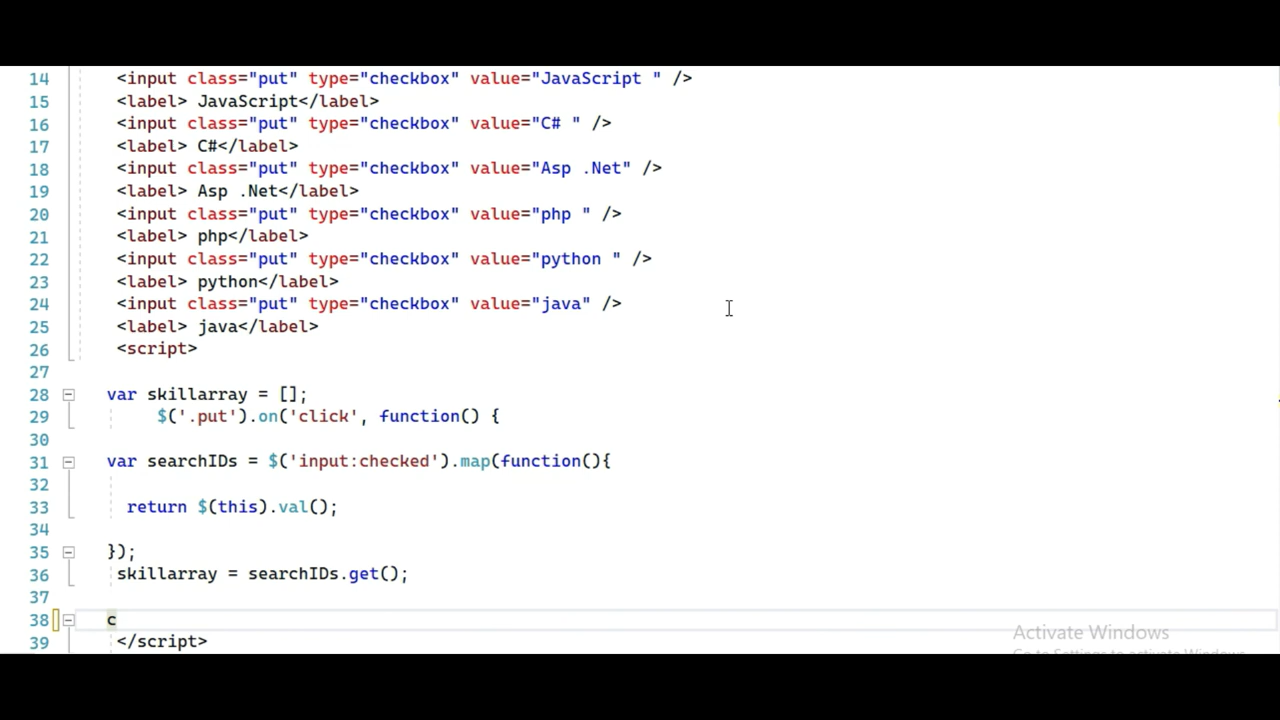 14 <input class="put" type="checkbox" value="JavaScript " />
15 <label> JavaScript</label>
16 <input class="put" type="checkbox" value="C# " />
17 <label> C#</label>
18 <input class="put" type="checkbox" value="Asp .Net" />
19 <label> Asp .Net</label>
20 <input class="put" type="checkbox" value="php " />
21 <label> php</label>
22 <input class="put" type="checkbox" value="python " />
23 <label> python</label>
24 <input class="put" type="checkbox" value="java" />
25 <label> java</label>
26 <script>
27
28 var skillarray = [];
29 $('.put').on('click', function() {
30
31 var searchIDs = $('input:checked').map(function(){
32
33 return $(this).val();
34
35 });
36 skillarray = searchIDs.get();
37
38 c
Activate Windows
39 </script>